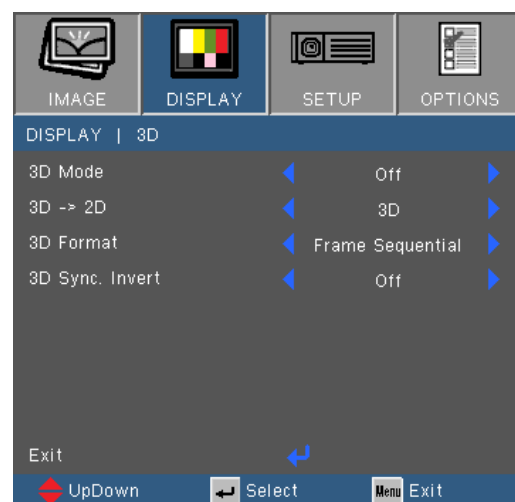 IMAGE DISPLAY SETUP OPTIONS
DISPLAY | 3D
3D Mode Off
3D -> 2D 3D
3D Format Frame Sequential
3D Sync. Invert Off
Exit
UpDown Select Menu Exit